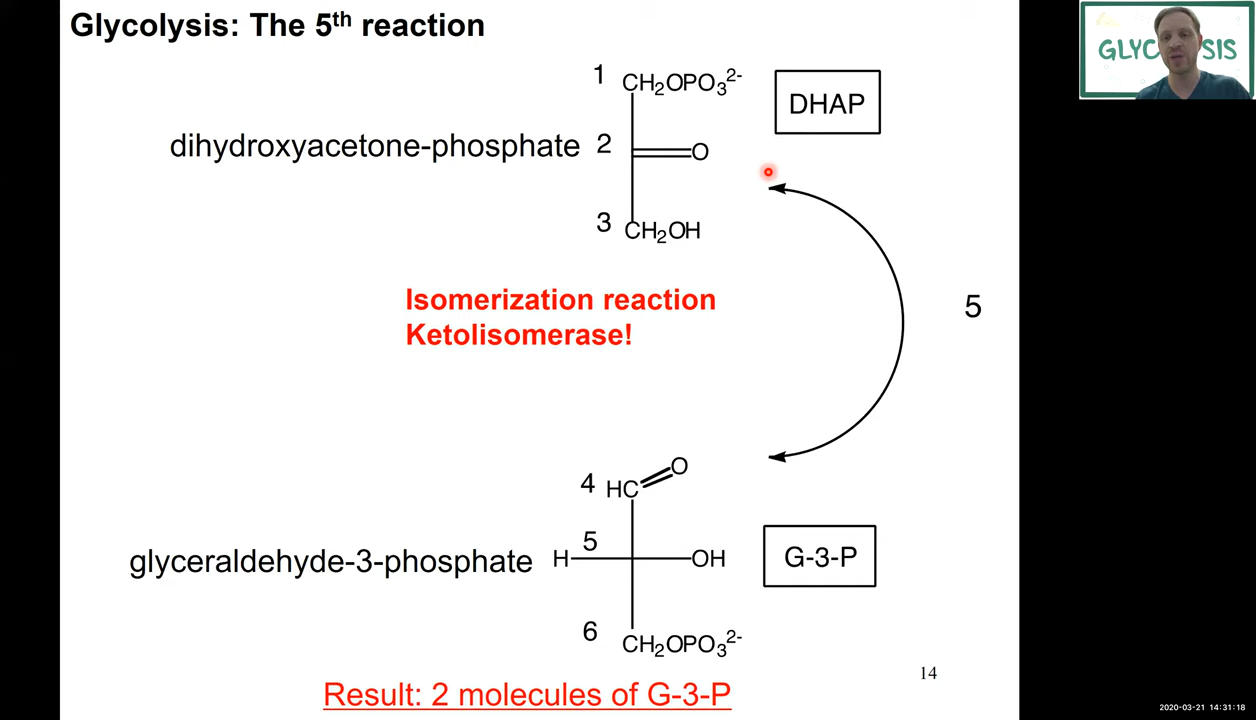 Glycolysis: The 5th reaction
GLYC SIS
1 CH2OPO3 2-
DHAP
dihydroxyacetone-phosphate 2 O
3 CH2OH
Isomerization reaction
Ketolisomerase!
5
4 HC O
glyceraldehyde-3-phosphate H 5 OH
G-3-P
6 CH2OPO3 2-
Result: 2 molecules of G-3-P
14
2020-03-21 14:31:18